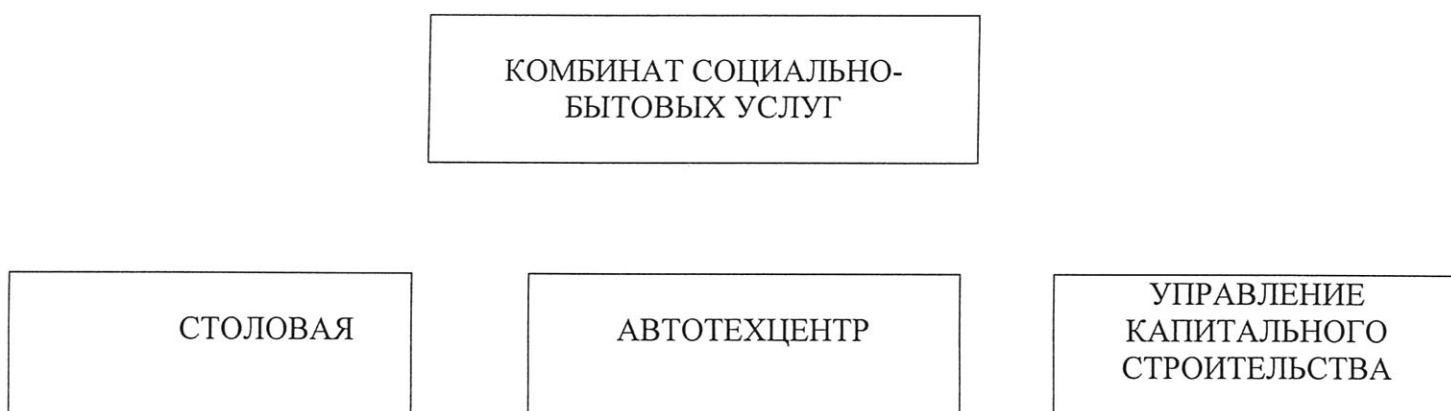 КОМБИНАТ СОЦИАЛЬНО-
БЫТОВЫХ УСЛУГ
СТОЛОВАЯ
АВТОТЕХЦЕНТР
УПРАВЛЕНИЕ
КАПИТАЛЬНОГО
СТРОИТЕЛЬСТВА